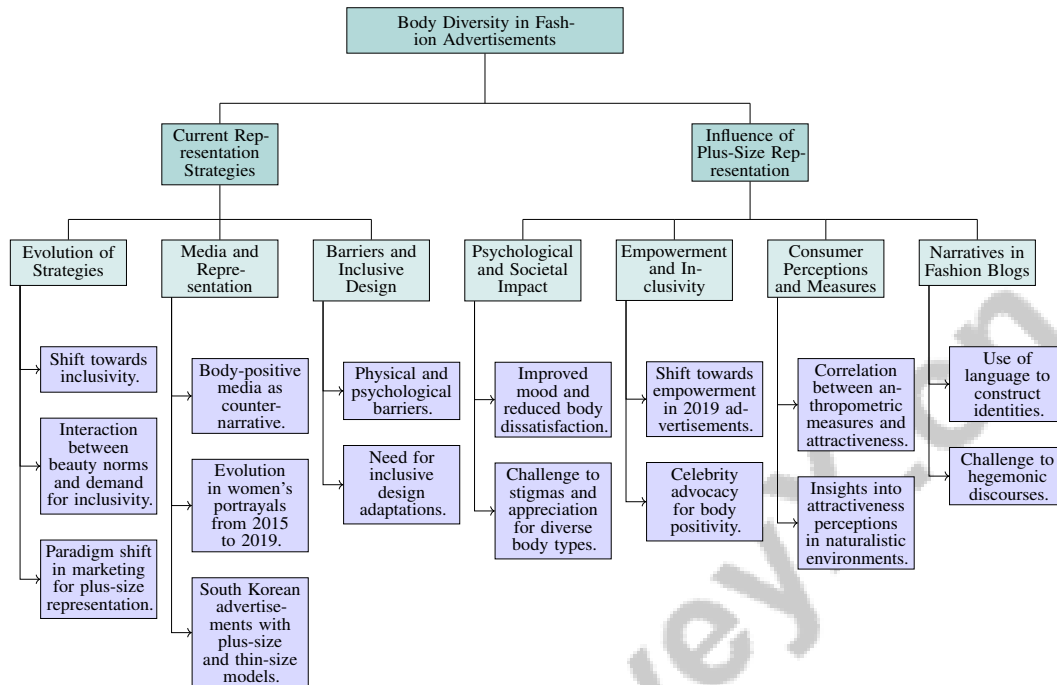 Body Diversity in Fash-
ion Advertisements
Current Rep-
resentation
Strategies
Influence of
Plus-Size Rep-
resentation
Evolution of
Strategies
Media and
Repre-
sentation
Barriers and
Inclusive
Design
Psychological
and Societal
Impact
Empowerment
and In-
clusivity
Consumer
Perceptions
and Measures
Narratives in
Fashion Blogs
Shift towards
inclusivity.
Interaction
between
beauty norms
and demand
for inclusivity.
Paradigm shift
in marketing
for plus-size
representation.
Body-positive
media as
counter-
narrative.
Evolution
in women's
portrayals
from 2015
to 2019.
South Korean
advertise-
ments with
plus-size
and thin-size
models.
Physical and
psychological
barriers.
Need for
inclusive
design
adaptations.
Improved
mood and
reduced body
dissatisfaction.
Challenge to
stigmas and
appreciation
for diverse
body types.
Shift towards
empowerment
in 2019 ad-
vertisements.
Celebrity
advocacy
for body
positivity.
Correlation
between an-
thropometric
measures and
attractiveness.
Insights into
attractiveness
perceptions
in naturalistic
environments.
Use of
language to
construct
identities.
Challenge to
hegemonic
discourses.
vey.cn